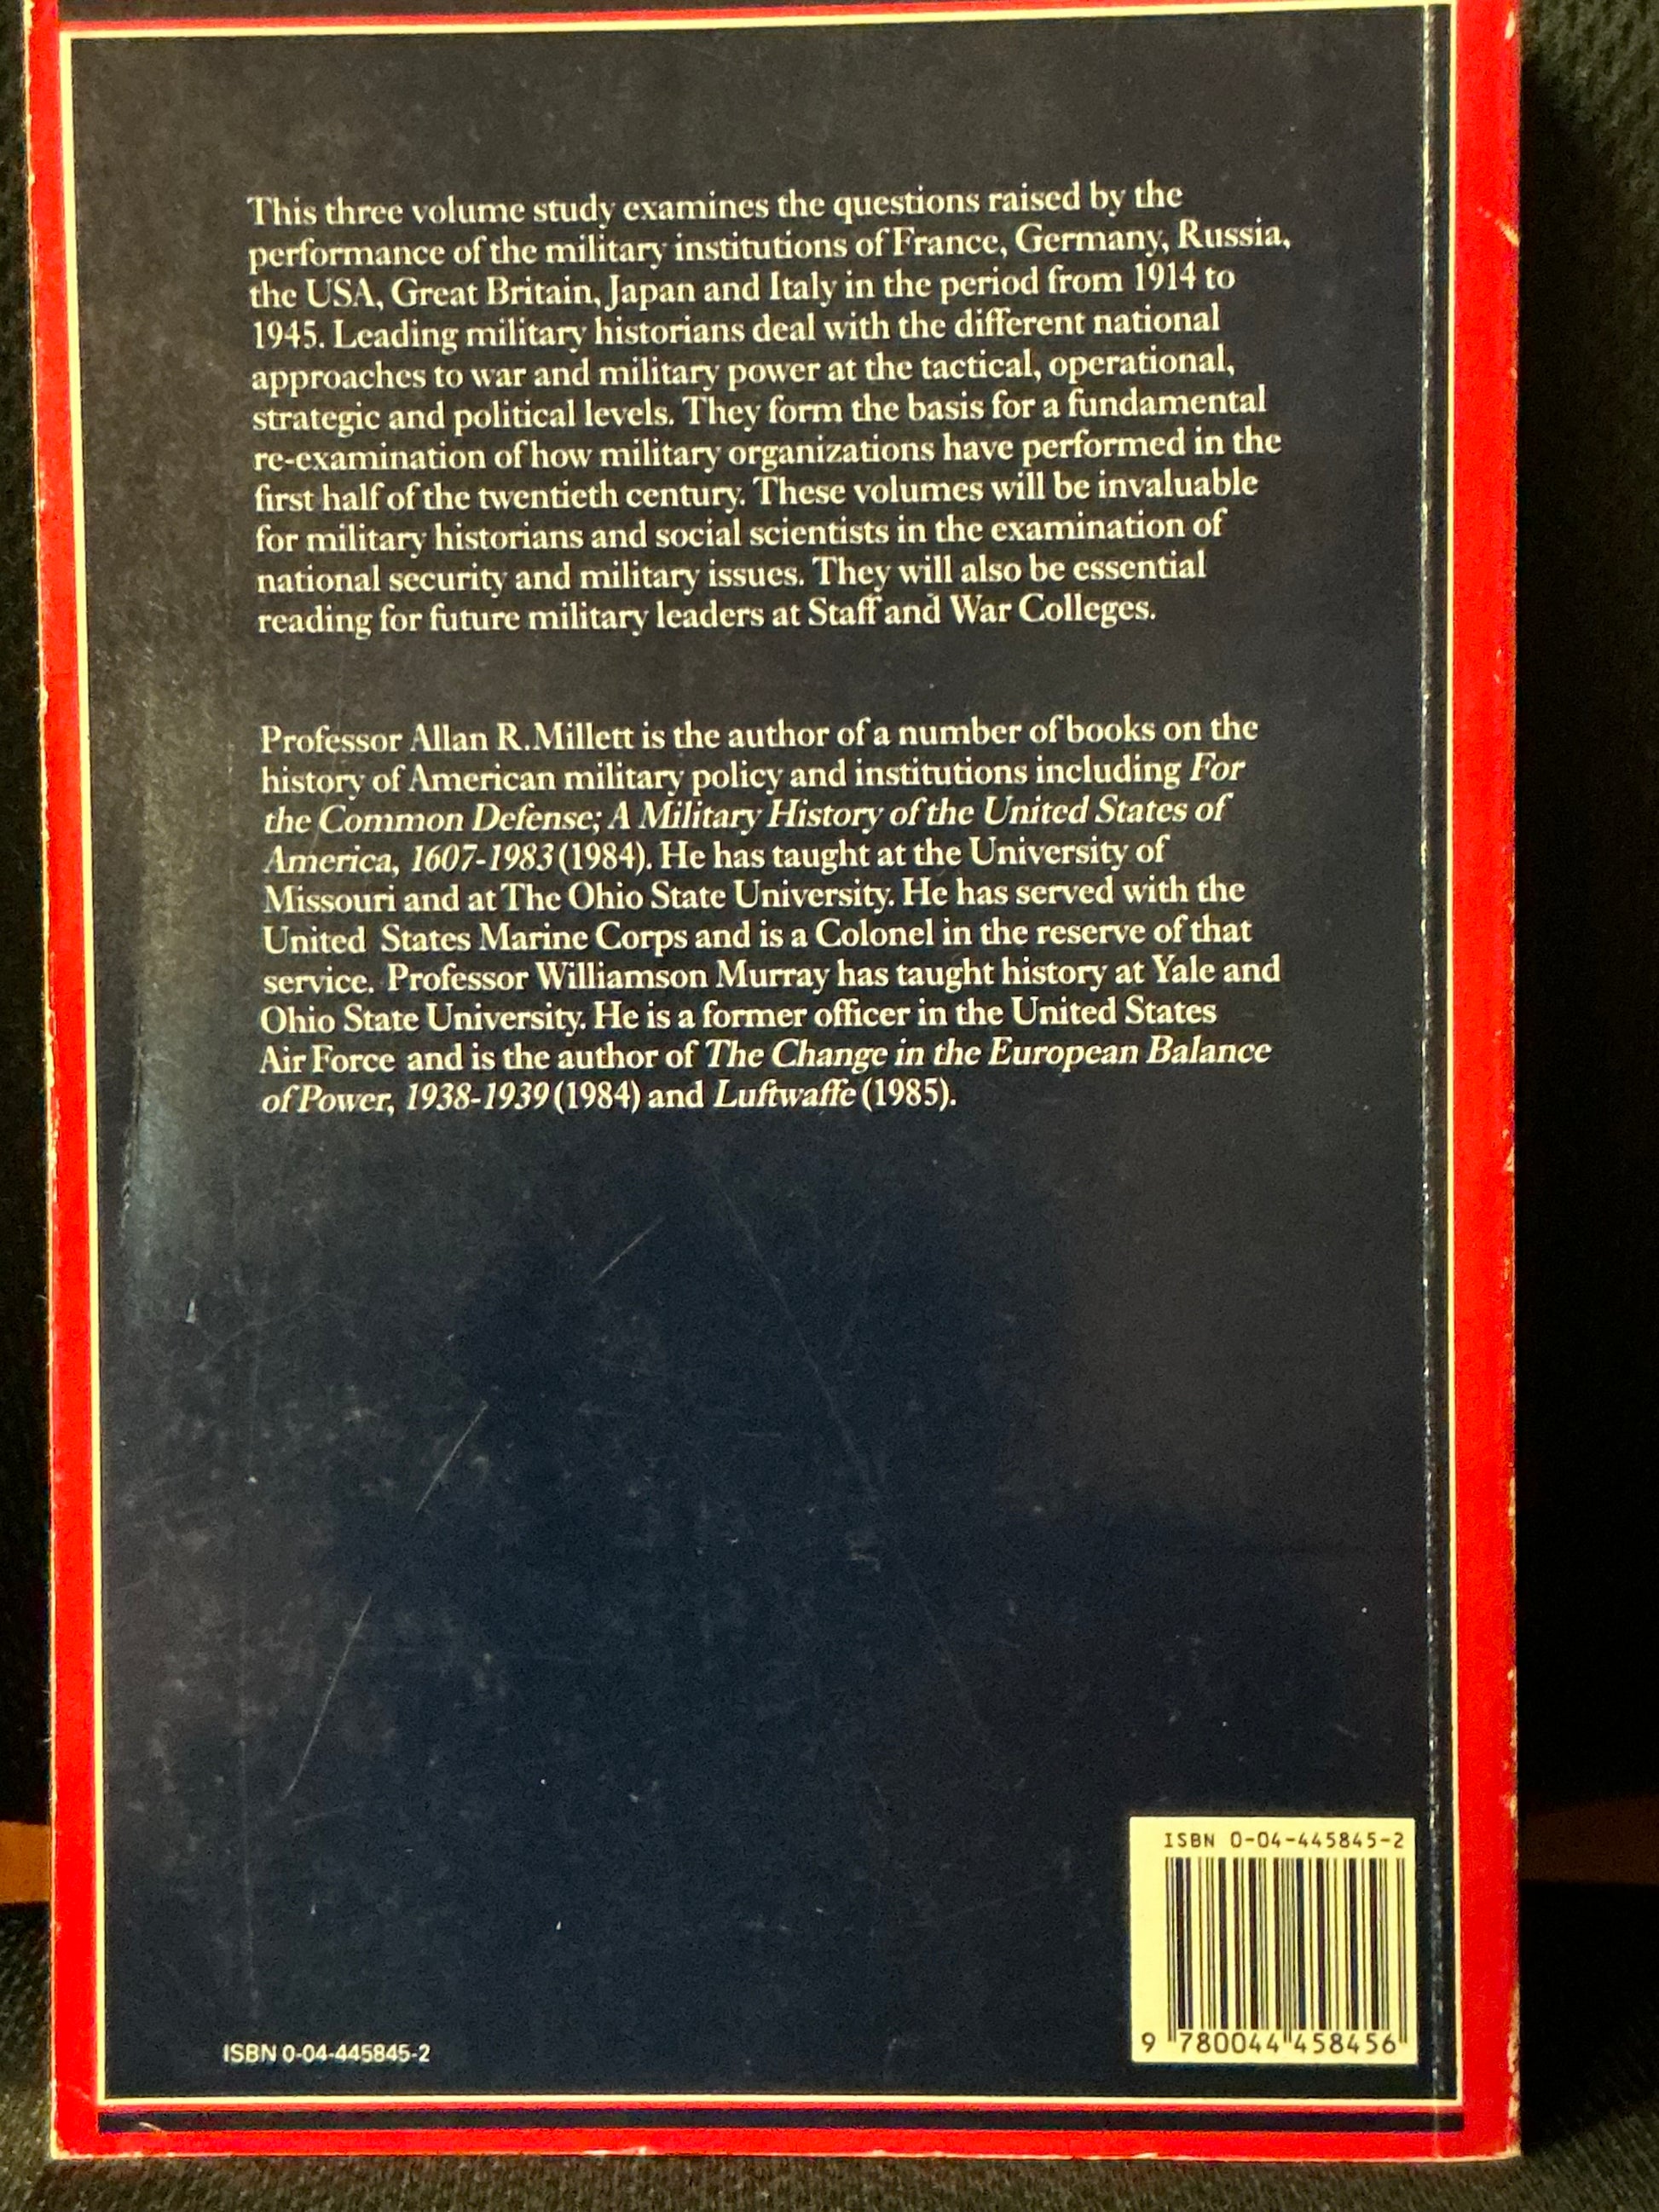 This three volume study examines the questions raised by the
performance of the military institutions of France, Germany, Russia,
the USA, Great Britain, Japan and Italy in the period from 1914 to
1945. Leading military historians deal with the different national
approaches to war and military power at the tactical, operational,
strategic and political levels. They form the basis for a fundamental
re-examination of how military organizations have performed in the
first half of the twentieth century. These volumes will be invaluable
for military historians and social scientists in the examination of
national security and military issues. They will also be essential
reading for future military leaders at Staff and War Colleges.
Professor Allan R.Millett is the author of a number of books on the
history of American military policy and institutions including For
the Common Defense; A Military History of the United States of
America, 1607-1983 (1984). He has taught at the University of
Missouri and at The Ohio State University. He has served with the
United States Marine Corps and is a Colonel in the reserve of that
service. Professor Williamson Murray has taught history at Yale and
Ohio State University. He is a former officer in the United States
Air Force and is the author of The Change in the European Balance
of Power, 1938-1939 (1984) and Luftwaffe (1985).
ISBN 0-04-445845-2
9 780044 458456
ISBN 0-04-445845-2